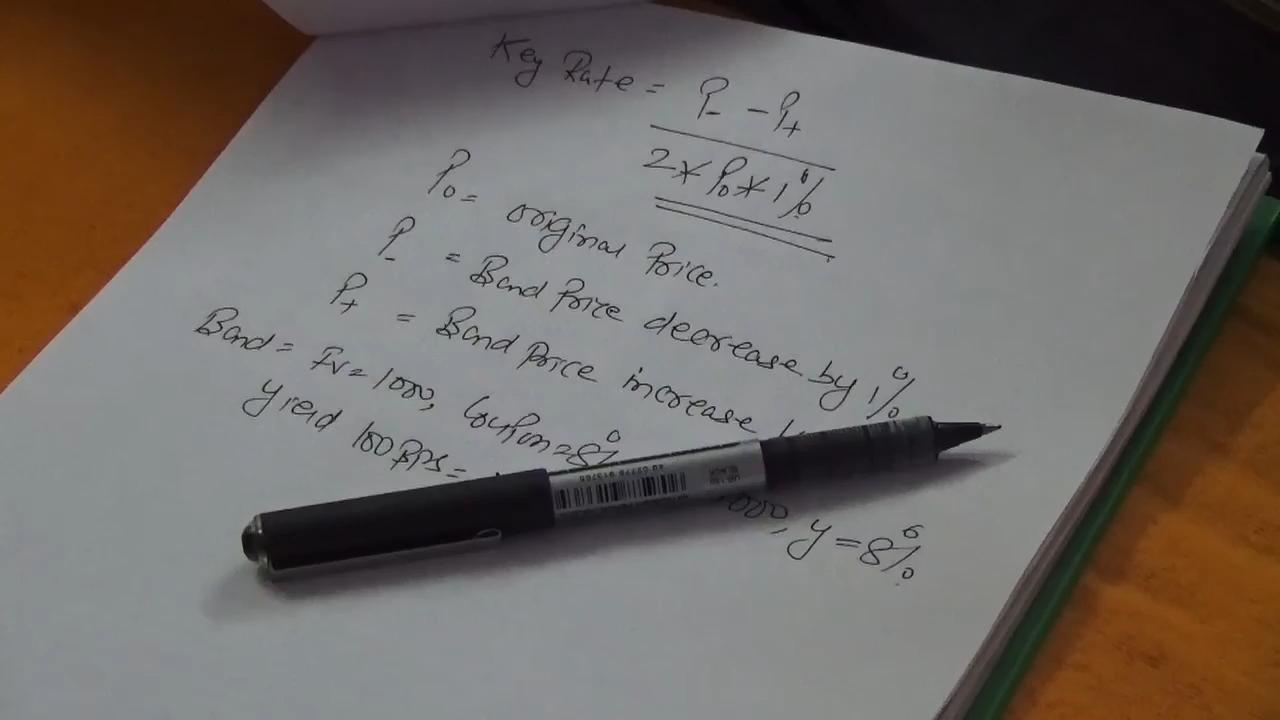 Key Rate = P- - P+
2 * P0 * 1%
P0 = original Price.
P- = Bond Price decrease by 1%
P+ = Bond Price increase
Bond = Fv = 1000, Coupon = 8%
Yield 100 BPS =
1000, y = 8%